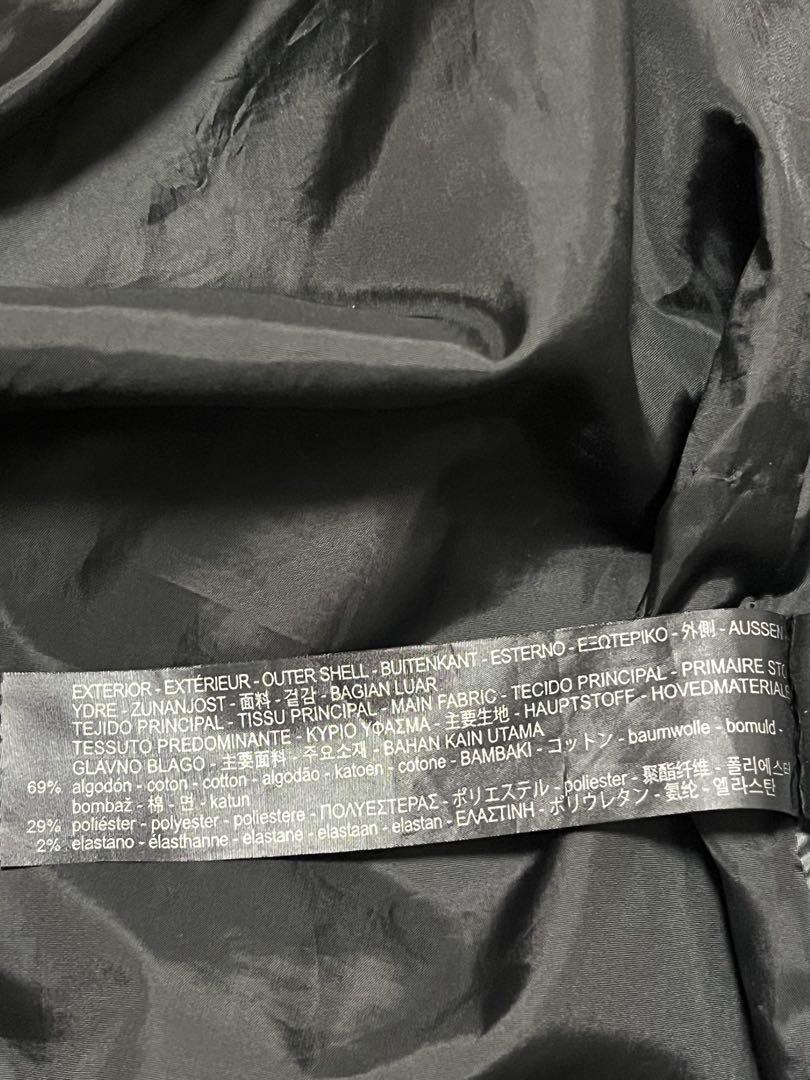 EXTERIOR - EXTÉRIEUR - OUTER SHELL - BUITENKANT - ESTERNO - ΕΞΩΤΕΡΙΚΟ - 外側 - AUSSEN
YDRE - ZUNANJOST - 面料 - 겉감 - BAGIAN LUAR
TEJIDO PRINCIPAL - TISSU PRINCIPAL - MAIN FABRIC - TECIDO PRINCIPAL - PRIMAIRE
TESSUTO PREDOMINANTE - ΚΥΡΙΟ ΥΦΑΣΜΑ - 主要生地 - HAUPTSTOFF - HOVEDMATERIALS
GLAVNO BLAGO - 主要面料 - 주요소재 - BAHAN KAIN UTAMA
69% algodón - coton - cotton - algodão - katoen - cotone - BAMBAKI - コットン - baumwolle - bomuld -
bombaž - 棉 - 면 - katun
29% poliéster - polyester - poliestere - ΠΟΛΥΕΣΤΕΡΑΣ - ポリエステル - poliester - 聚酯纤维 - 폴리에스탄
2% elastano - élasthanne - elastane - elastaan - elastan - ΕΛΑΣΤΙΝΗ - ポリウレタン - 氨纶 - 엘라스탄